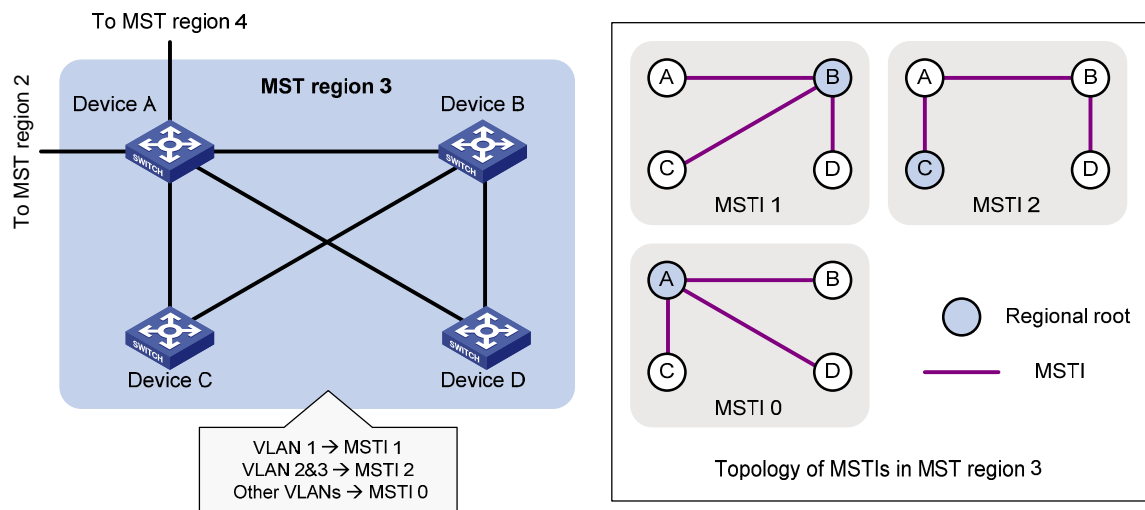 To MST region 4
To MST region 2
MST region 3
Device A
Device B
SWITCH
SWITCH
Device C
Device D
SWITCH
SWITCH
VLAN 1 → MSTI 1
VLAN 2&3 → MSTI 2
Other VLANs → MSTI 0
A
B
C
D
MSTI 1
A
B
C
D
MSTI 2
A
B
C
D
MSTI 0
Regional root
MSTI
Topology of MSTIs in MST region 3